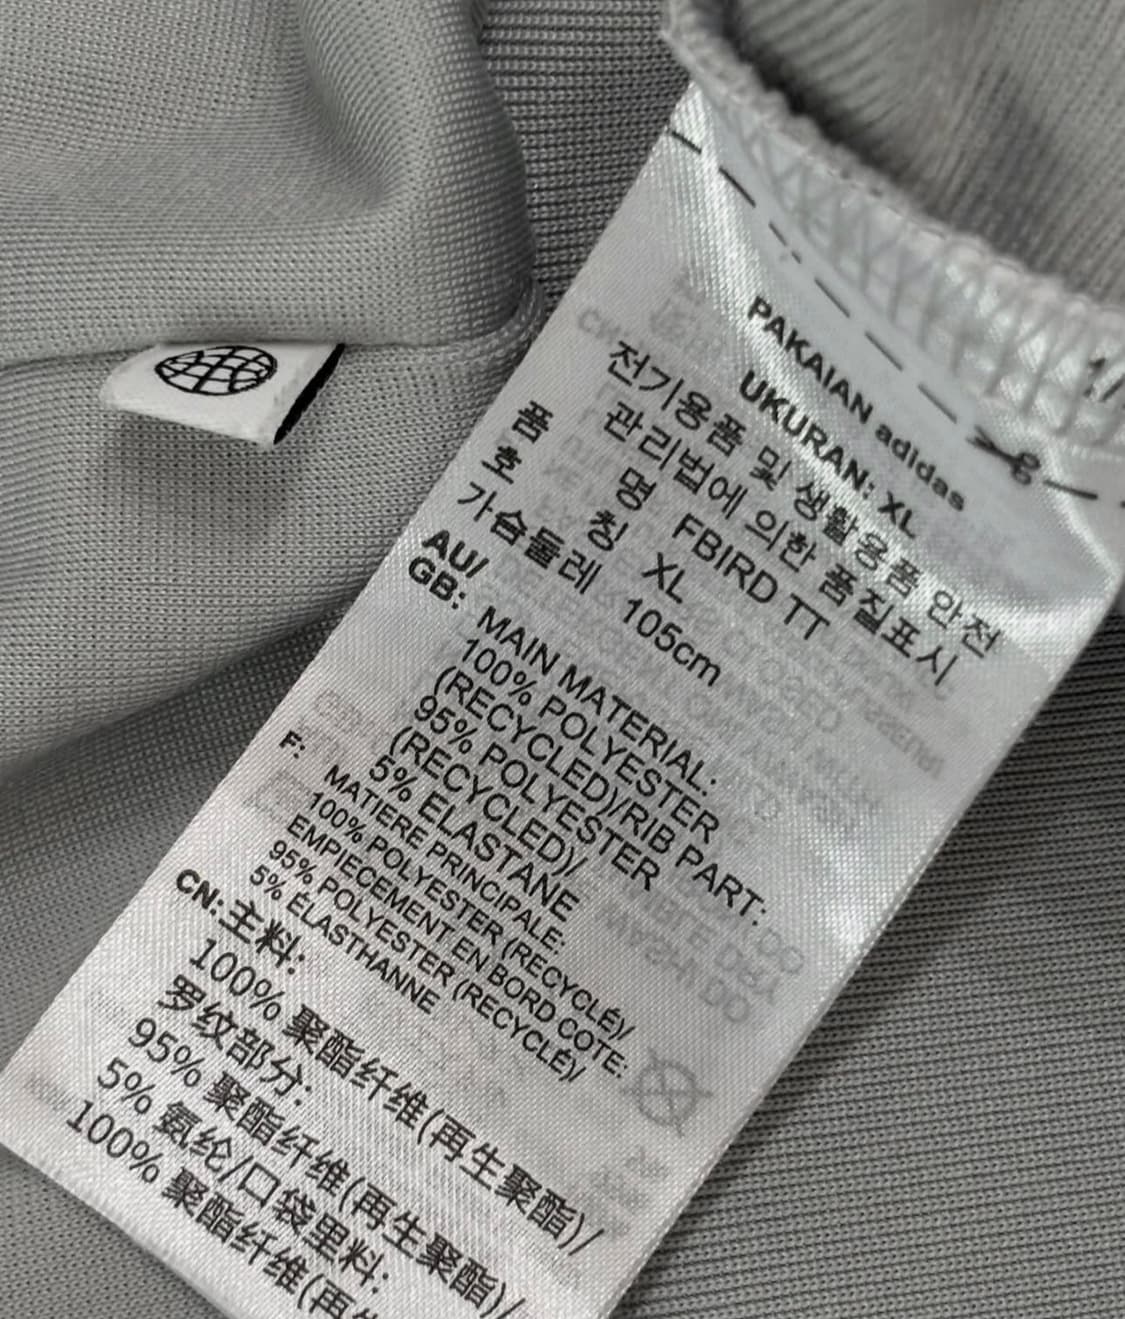 1/
PAKAIAN adidas
UKURAN: XL
전기용품 및 생활용품 안전
관리법에 의한 품질표시
품 명 FBIRD TT
호 칭 XL
가슴둘레 105cm
AU/
GB: MAIN MATERIAL:
100% POLYESTER
(RECYCLED)/RIB PART:
95% POLYESTER
(RECYCLED)/
5% ELASTANE
F: MATIERE PRINCIPALE:
100% POLYESTER (RECYCLÉ)/
EMPIECEMENT EN BORD COTE:
95% POLYESTER (RECYCLÉ)/
5% ÉLASTHANNE
CN:主料:
100% 聚酯纤维(再生聚酯)/
罗纹部分:
95% 聚酯纤维(再生聚酯)/
5% 氨纶/口袋里料:
100% 聚酯纤维(再生